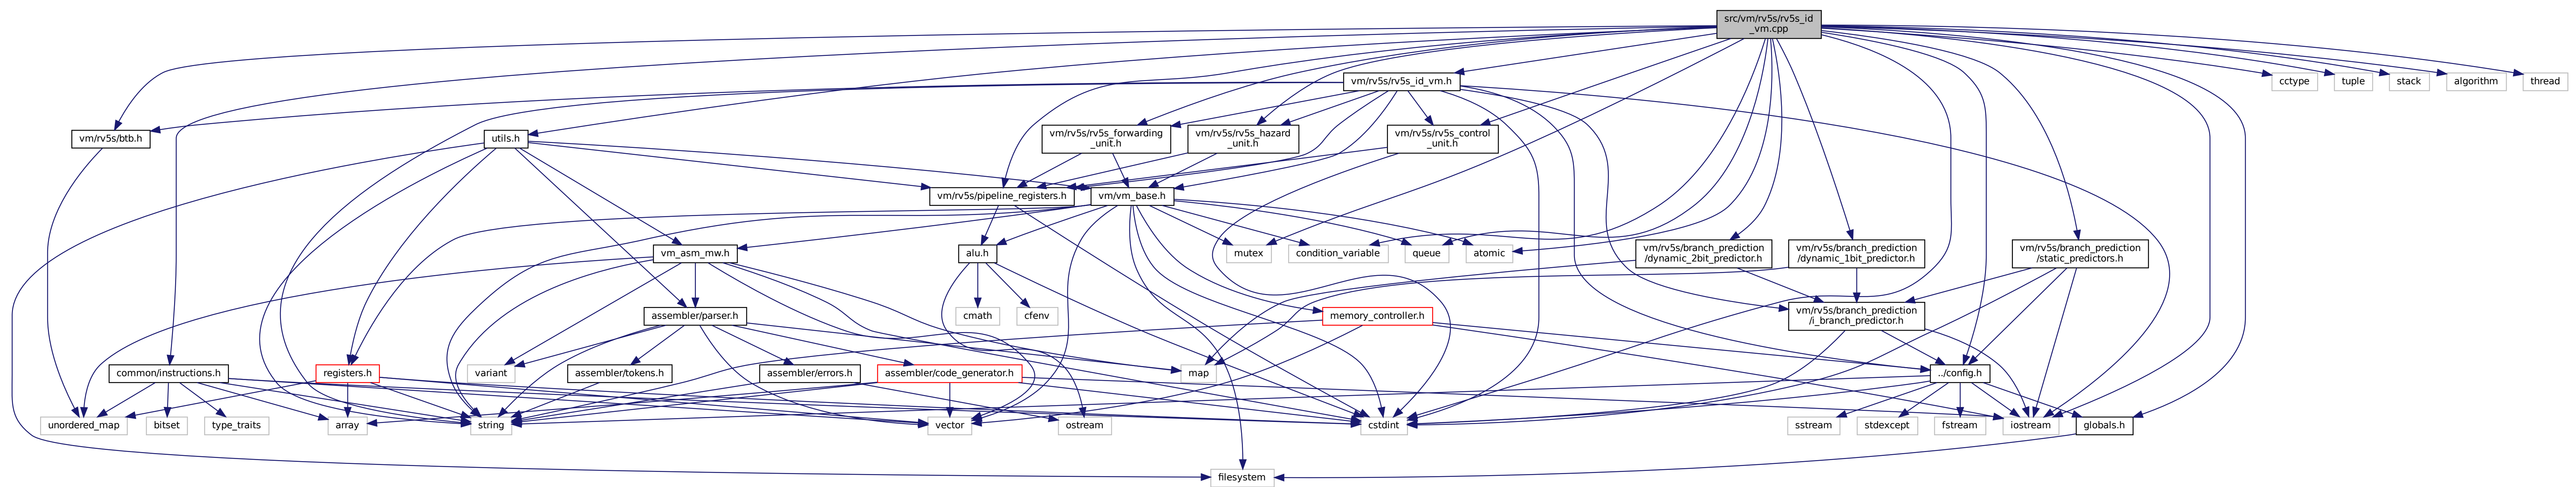 src/vm/rv5s/rv5s_id
_vm.cpp
vm/rv5s/rv5s_id_vm.h
cctype
tuple
stack
algorithm
thread
vm/rv5s/btb.h
utils.h
vm/rv5s/rv5s_forwarding
_unit.h
vm/rv5s/rv5s_hazard
_unit.h
vm/rv5s/rv5s_control
_unit.h
vm/rv5s/pipeline_registers.h
vm/vm_base.h
vm_asm_mw.h
alu.h
mutex
condition_variable
queue
atomic
vm/rv5s/branch_prediction
/dynamic_2bit_predictor.h
vm/rv5s/branch_prediction
/dynamic_1bit_predictor.h
vm/rv5s/branch_prediction
/static_predictors.h
assembler/parser.h
cmath
cfenv
memory_controller.h
vm/rv5s/branch_prediction
/i_branch_predictor.h
common/instructions.h
registers.h
variant
assembler/tokens.h
assembler/errors.h
assembler/code_generator.h
map
../config.h
unordered_map
bitset
type_traits
array
string
vector
ostream
cstdint
sstream
stdexcept
fstream
iostream
globals.h
filesystem